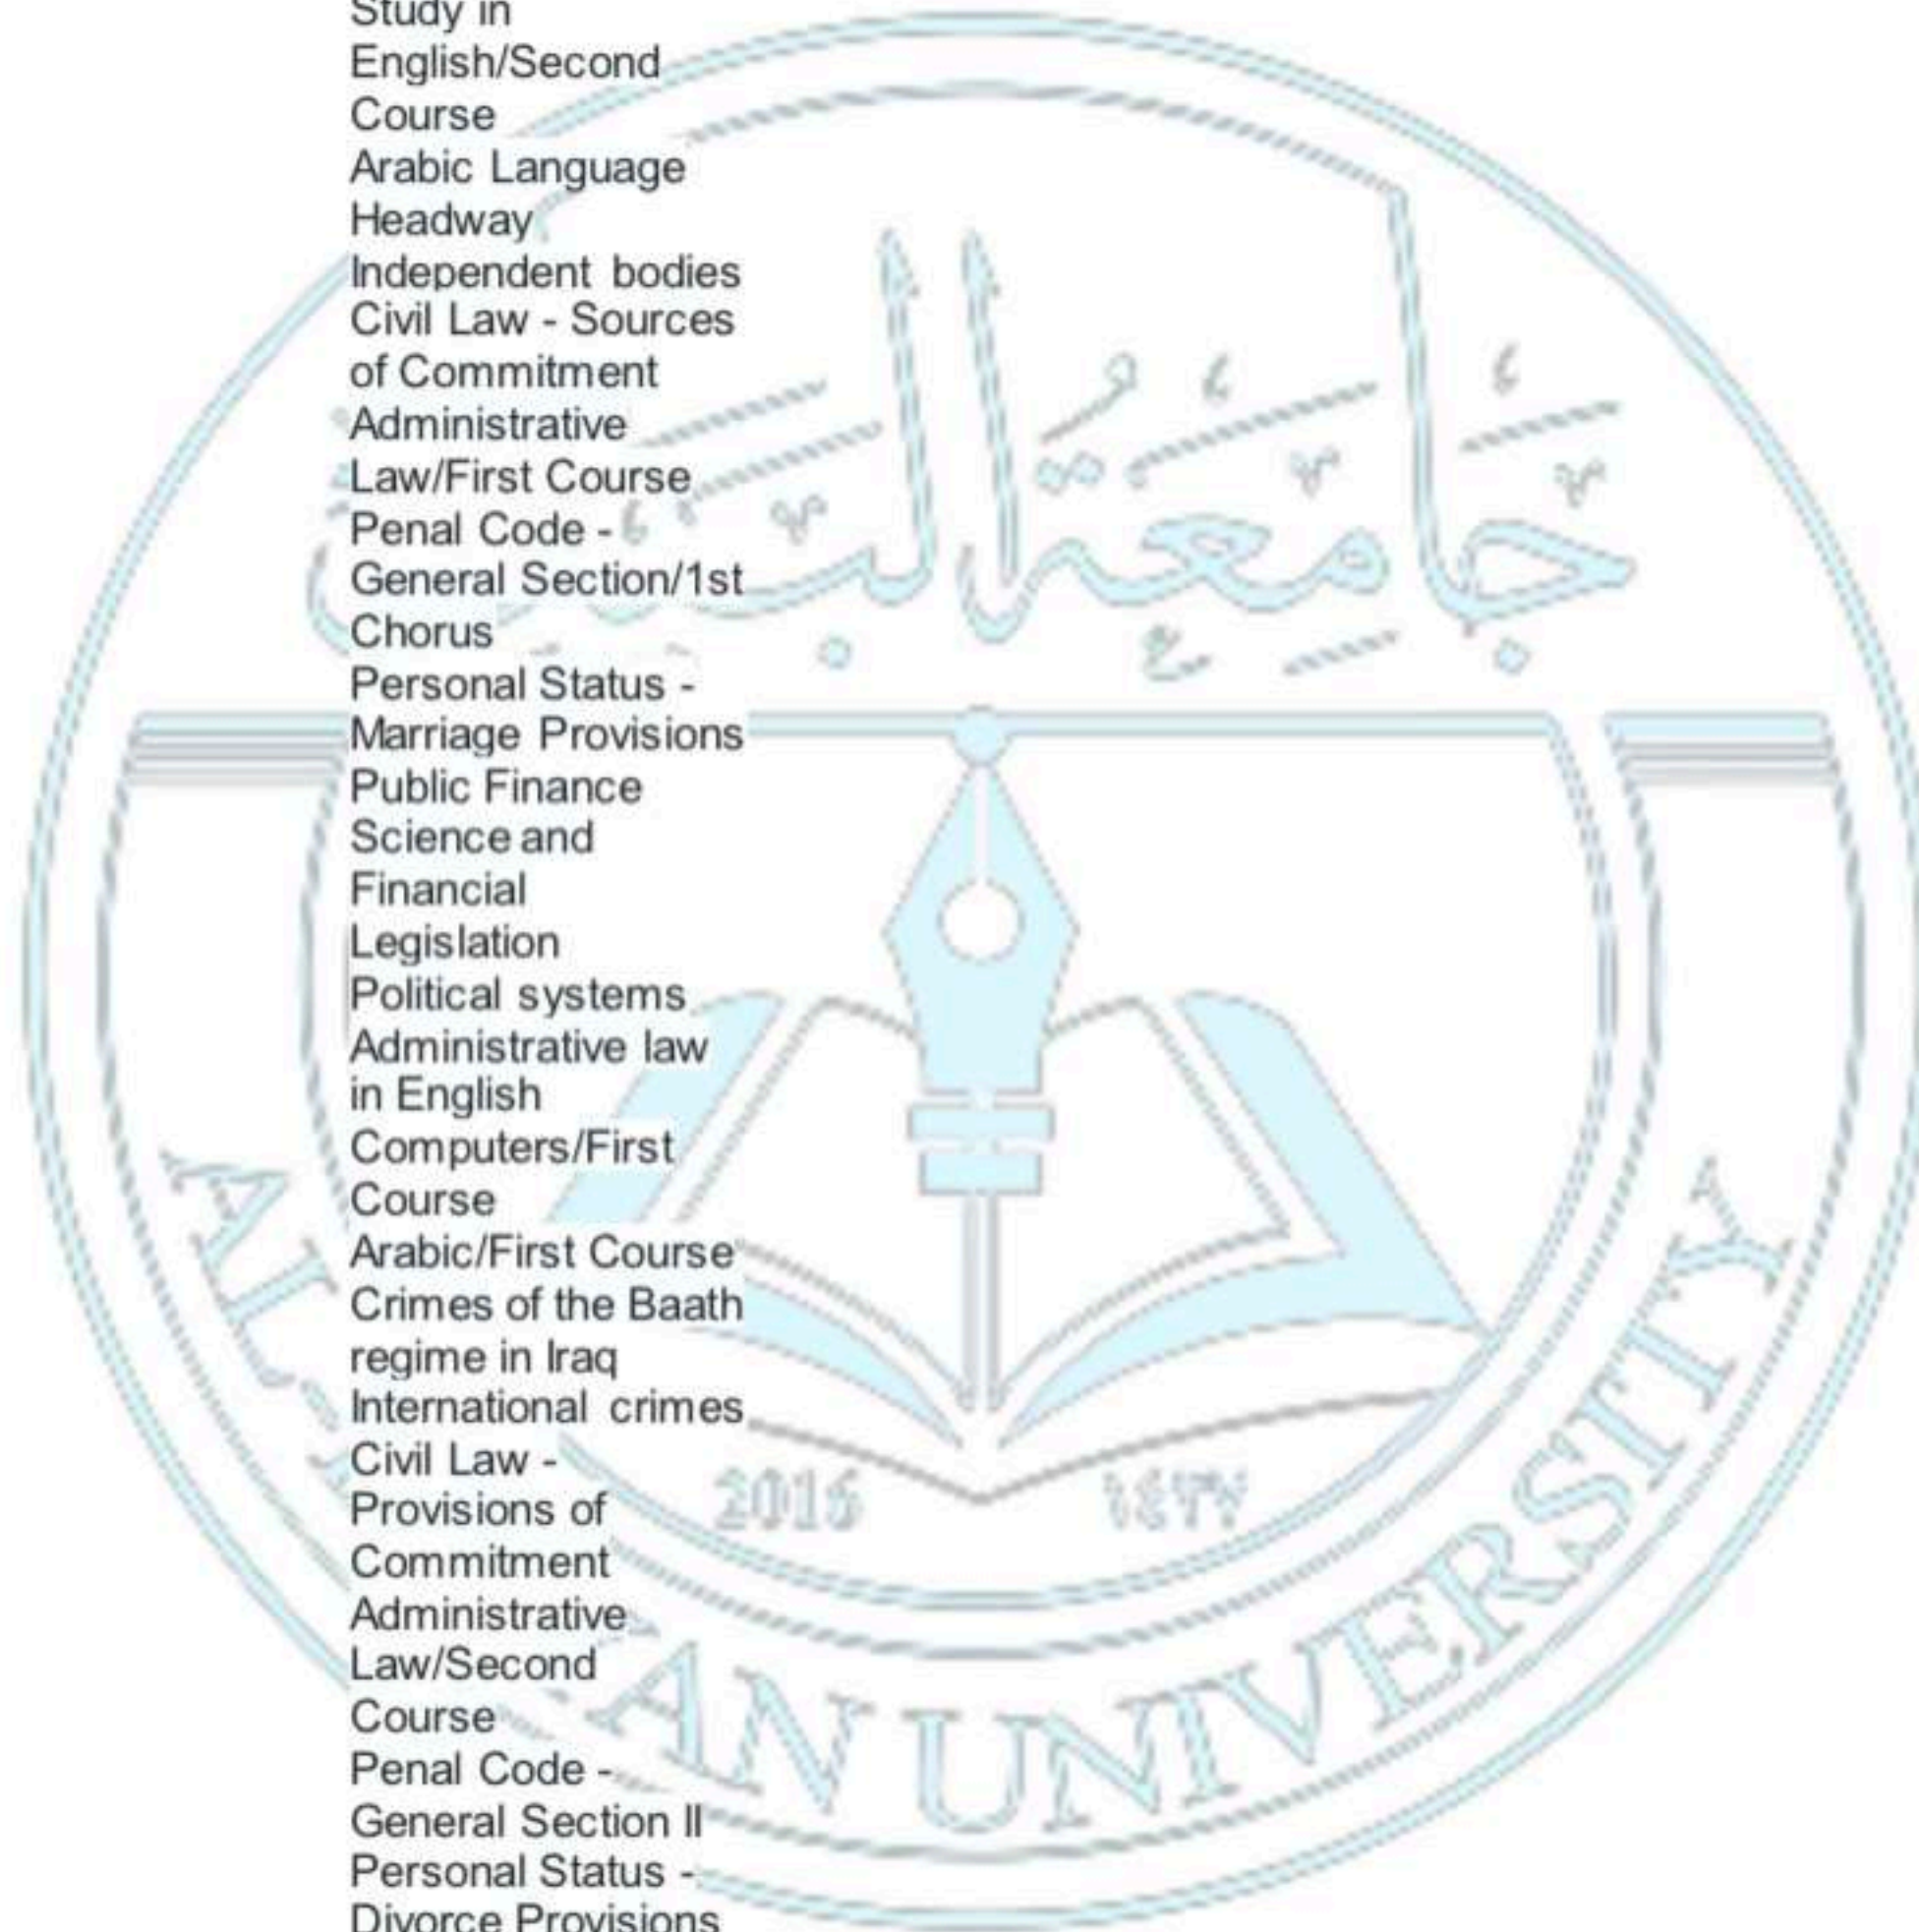 Study in
English/Second
Course
Arabic Language
Headway
Independent bodies
Civil Law - Sources
of Commitment
Administrative
Law/First Course
Penal Code -
General Section/1st
Chorus
Personal Status -
Marriage Provisions
Public Finance
Science and
Financial
Legislation
Political systems
Administrative law
in English
Computers/First
Course
Arabic/First Course
Crimes of the Baath
regime in Iraq
International crimes
Civil Law -
Provisions of
Commitment
Administrative
Law/Second
Course
Penal Code -
General Section II
Personal Status -
Divorce Provisions
جامعة
2016 ١٤٣٧
UNIVERSITY